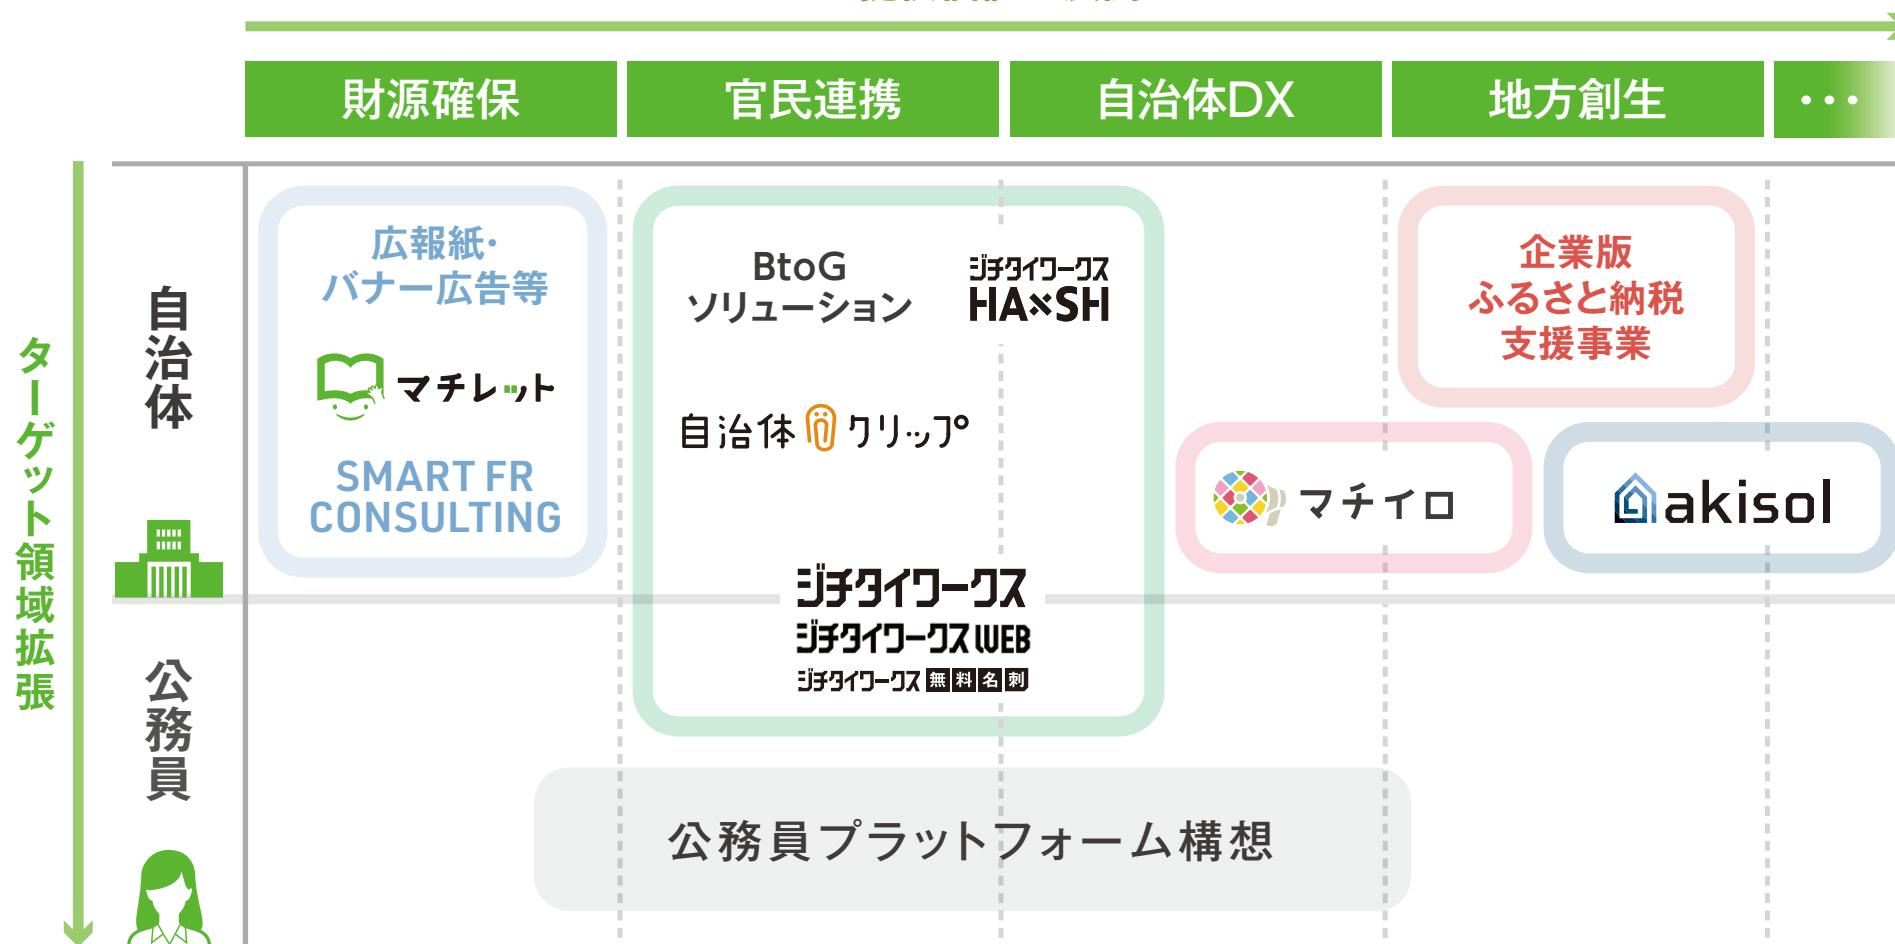 財源確保
官民連携
自治体DX
地方創生
・・・
ターゲット領域拡張
自治体
広報紙・
バナー広告等
マチレット
SMART FR
CONSULTING
BtoG
ソリューション
ジチタイワークス
HA×SH
自治体クリップ
企業版
ふるさと納税
支援事業
マチイロ
akisol
ジチタイワークス
ジチタイワークス WEB
ジチタイワークス 無料名刺
公務員
公務員プラットフォーム構想